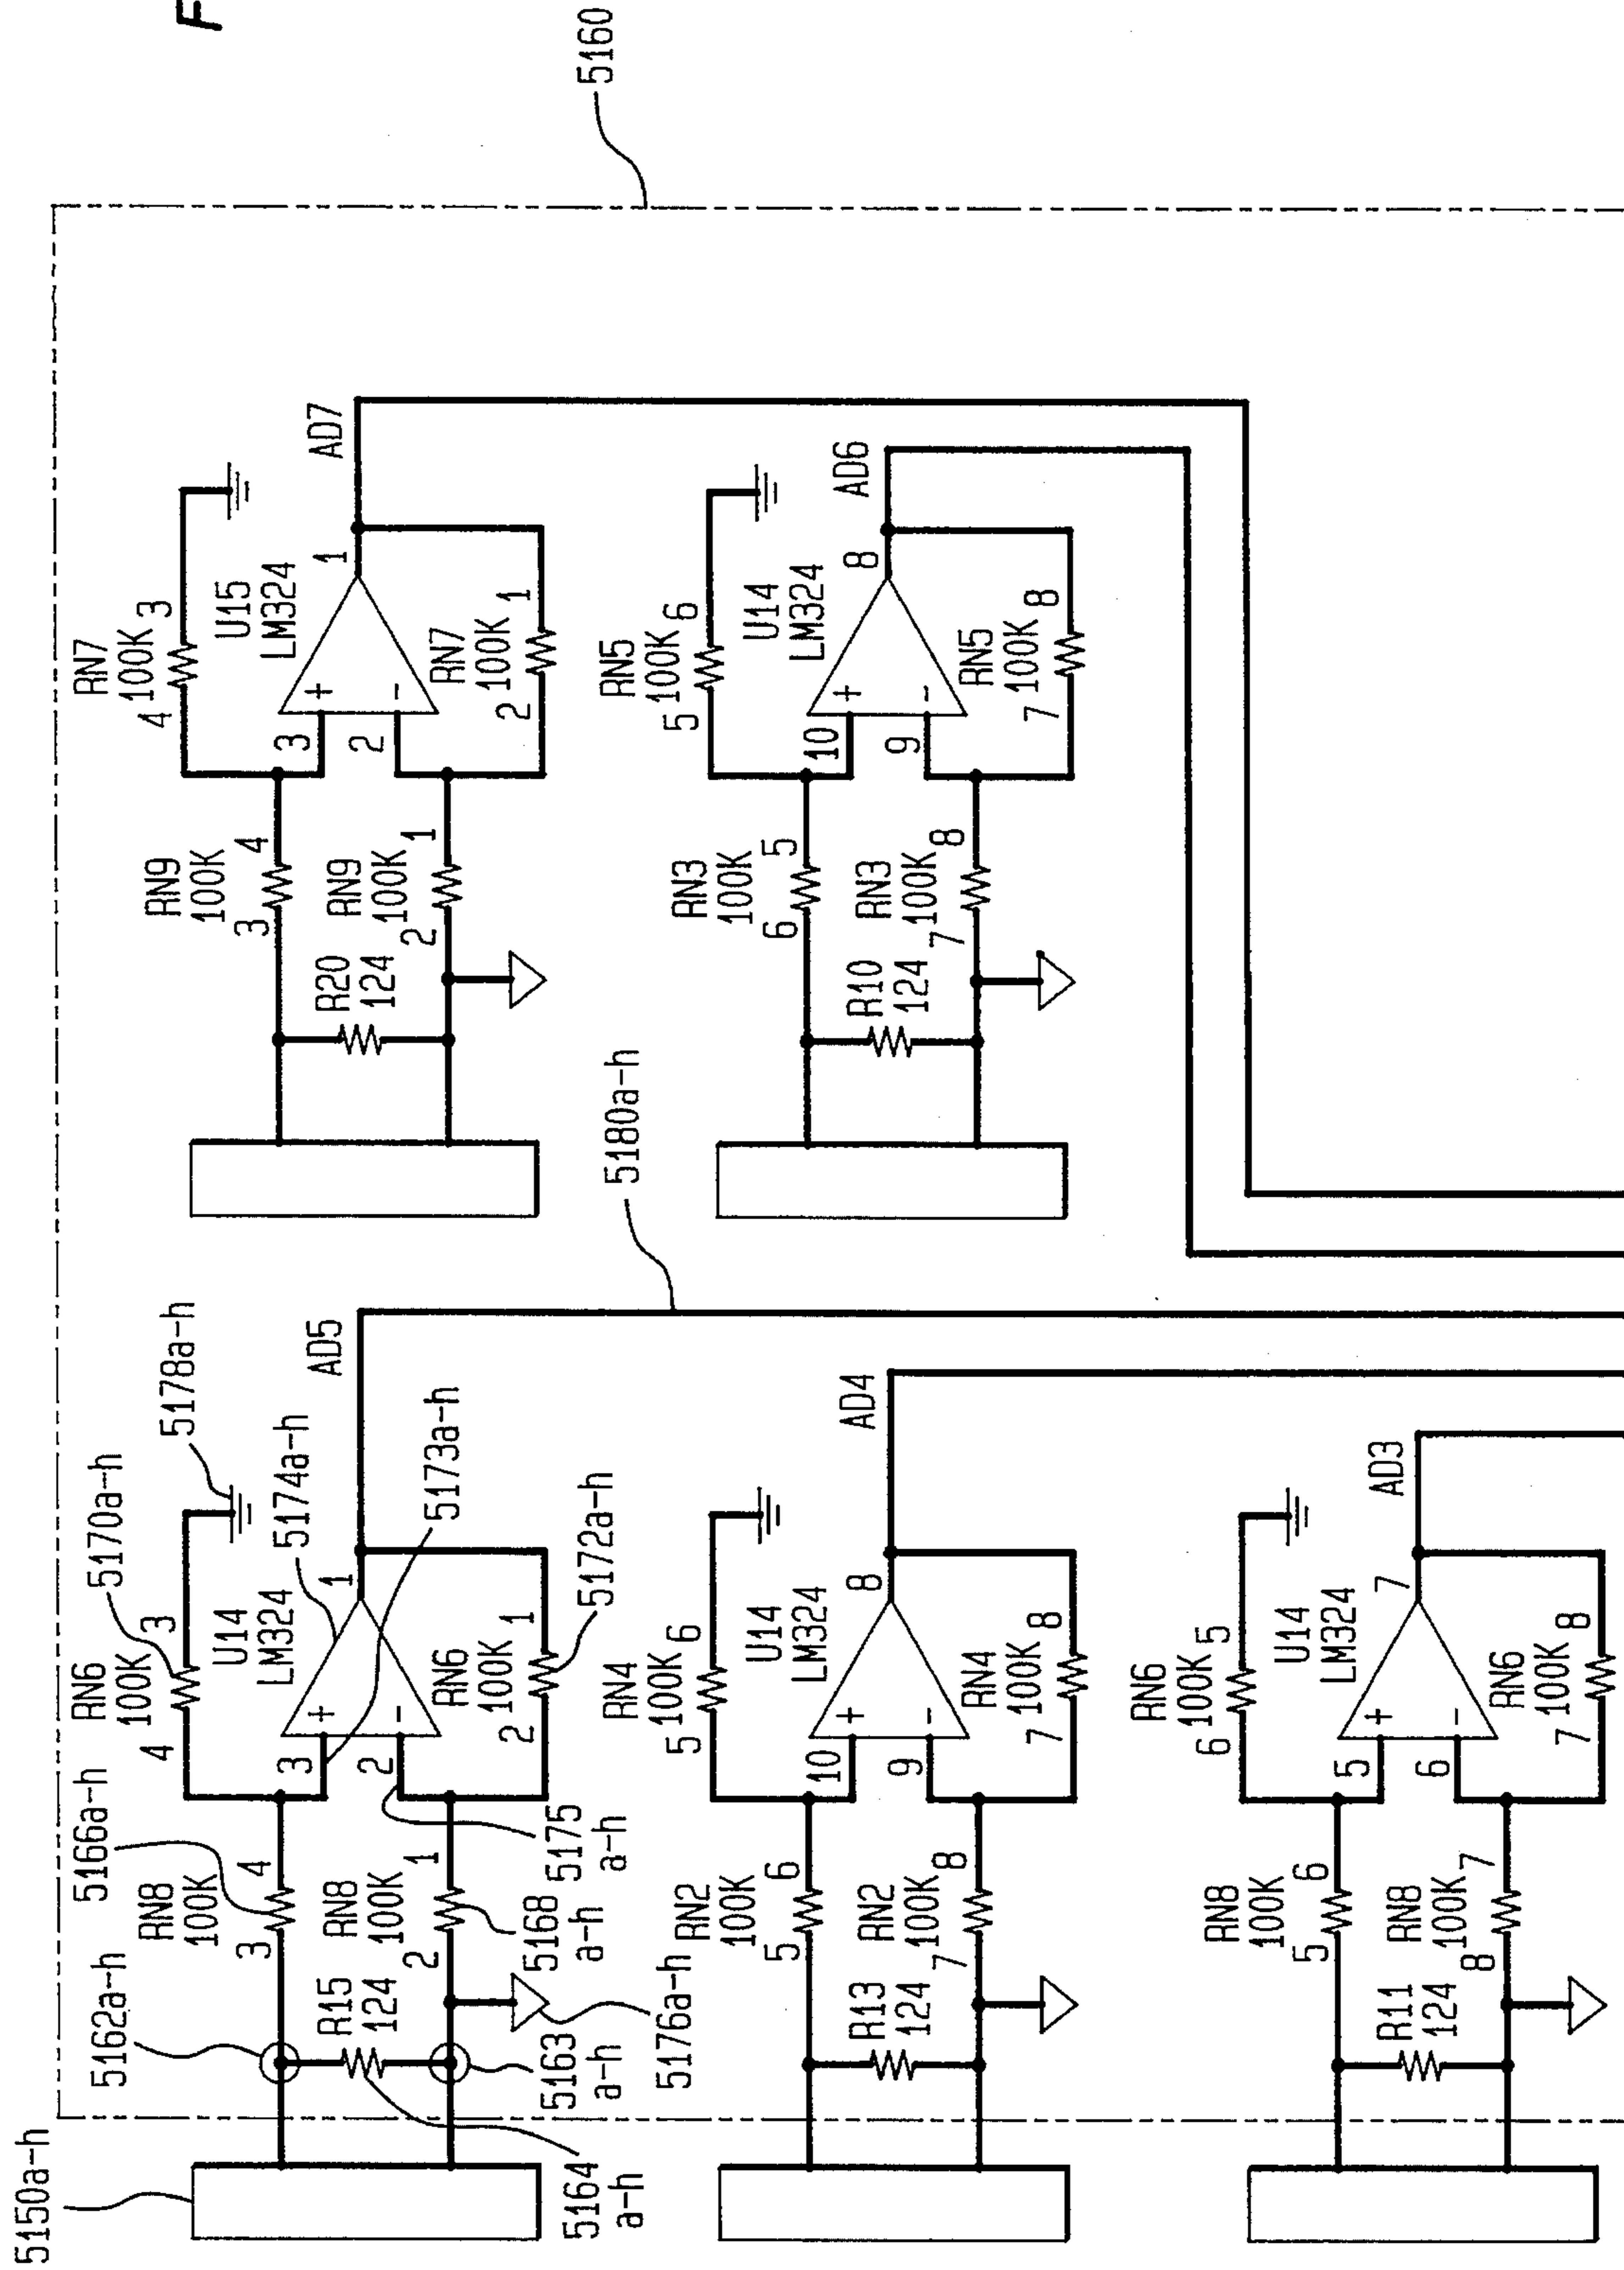 F
5160
5150a-h
5162a-h
5166a-h
5170a-h
5178a-h
RN8
100K
3 4
RN6
100K
4 3
U14
LM324
3
2
1
+
-
5174a-h
AD5
R15
124
RN8
100K
2 1
RN6
100K
2 1
5173a-h
5164
a-h
5163
a-h
5176a-h
5168
a-h
5175
a-h
5172a-h
5180a-h
RN9
100K
3 4
RN7
100K
4 3
U15
LM324
3
2
1
+
-
AD7
R20
124
RN9
100K
2 1
RN7
100K
2 1
RN2
100K
5 6
RN4
100K
5 6
U14
LM324
10
9
8
+
-
AD4
R13
124
RN2
100K
7 8
RN4
100K
7 8
RN3
100K
6 5
RN5
100K
5 6
U14
LM324
10
9
8
+
-
AD6
R10
124
RN3
100K
7 8
RN5
100K
7 8
RN8
100K
5 6
RN6
100K
6 5
U14
LM324
5
6
7
+
-
AD3
R11
124
RN8
100K
8 7
RN6
100K
7 8